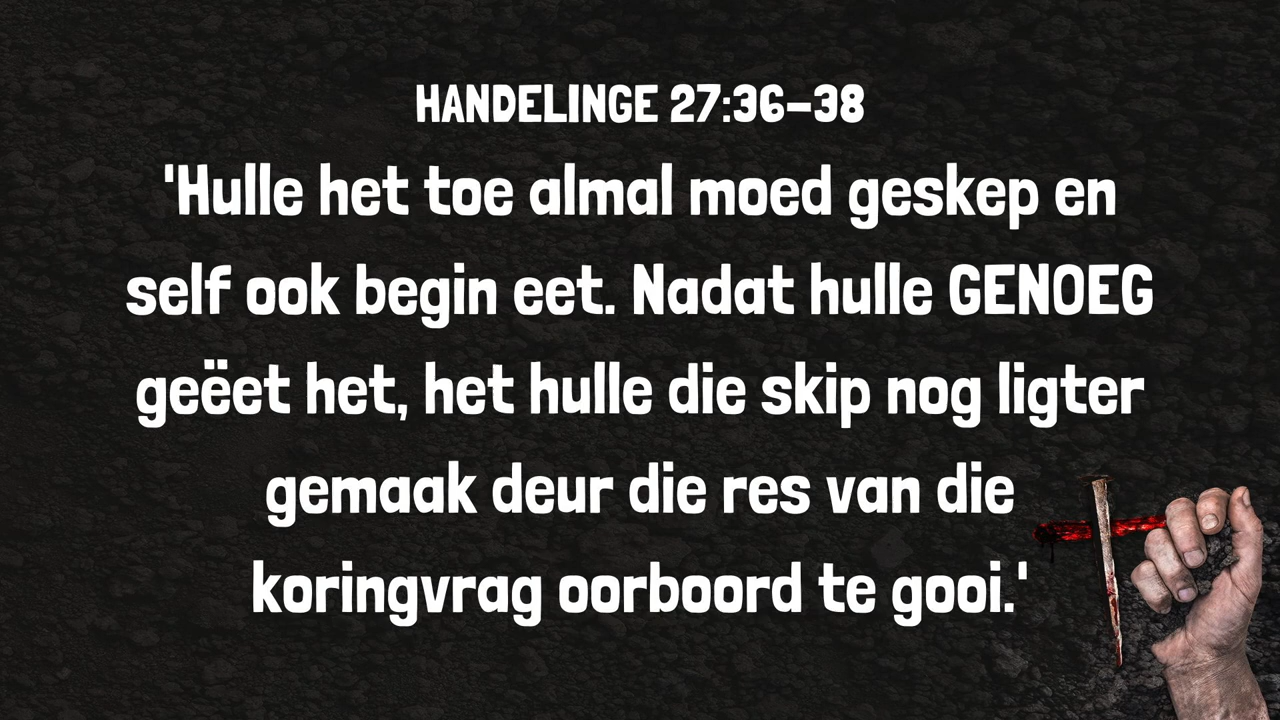 HANDELINGE 27:36–38
'Hulle het toe almal moed geskep en
self ook begin eet. Nadat hulle GENOEG
geëet het, het hulle die skip nog ligter
gemaak deur die res van die
koringvrag oorboord te gooi.'